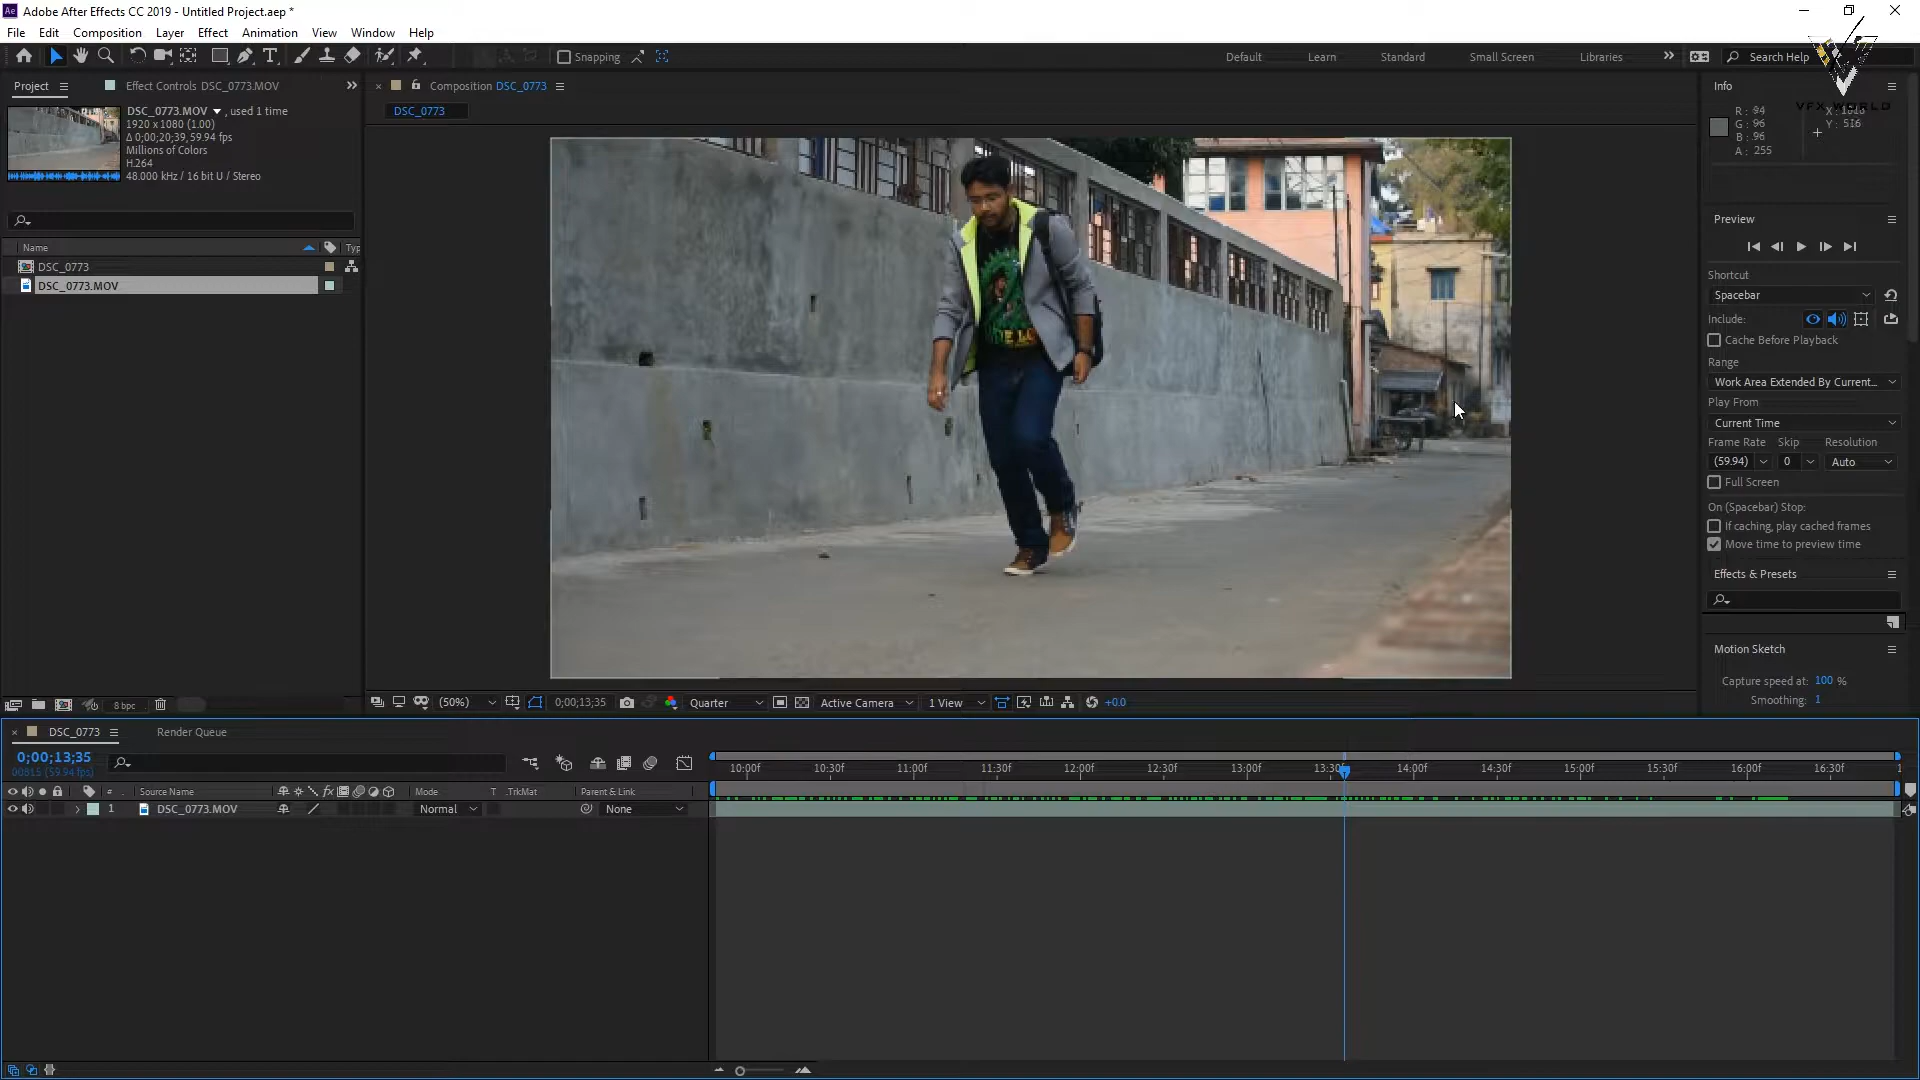 Adobe After Effects CC 2019 - Untitled Project.aep *
File Edit Composition Layer Effect Animation View Window Help
Snapping
Default Learn Standard Small Screen Libraries Search Help
Project Effect Controls DSC_0773.MOV
Composition DSC_0773
DSC_0773
DSC_0773.MOV , used 1 time
1920 x 1080 (1.00)
Δ 0;00;20;39, 59.94 fps
Millions of Colors
H.264
48.000 kHz / 16 bit U / Stereo
Name Typ
DSC_0773
DSC_0773.MOV
8 bpc
(50%) 0;00;13;35 Quarter Active Camera 1 View +0.0
VFX WORLD
Info
R : 94
G : 96
B : 96
A : 255
Y : 516
Preview
Shortcut
Spacebar
Include:
Cache Before Playback
Range
Work Area Extended By Current...
Play From
Current Time
Frame Rate Skip Resolution
(59.94) 0 Auto
Full Screen
On (Spacebar) Stop:
If caching, play cached frames
Move time to preview time
Effects & Presets
Motion Sketch
Capture speed at: 100 %
Smoothing: 1
DSC_0773 Render Queue
0;00;13;35
00815 (59.94 fps)
# Source Name fx Mode T .TrkMat Parent & Link
1 DSC_0773.MOV Normal None
10:00f 10:30f 11:00f 11:30f 12:00f 12:30f 13:00f 13:30f 14:00f 14:30f 15:00f 15:30f 16:00f 16:30f 1